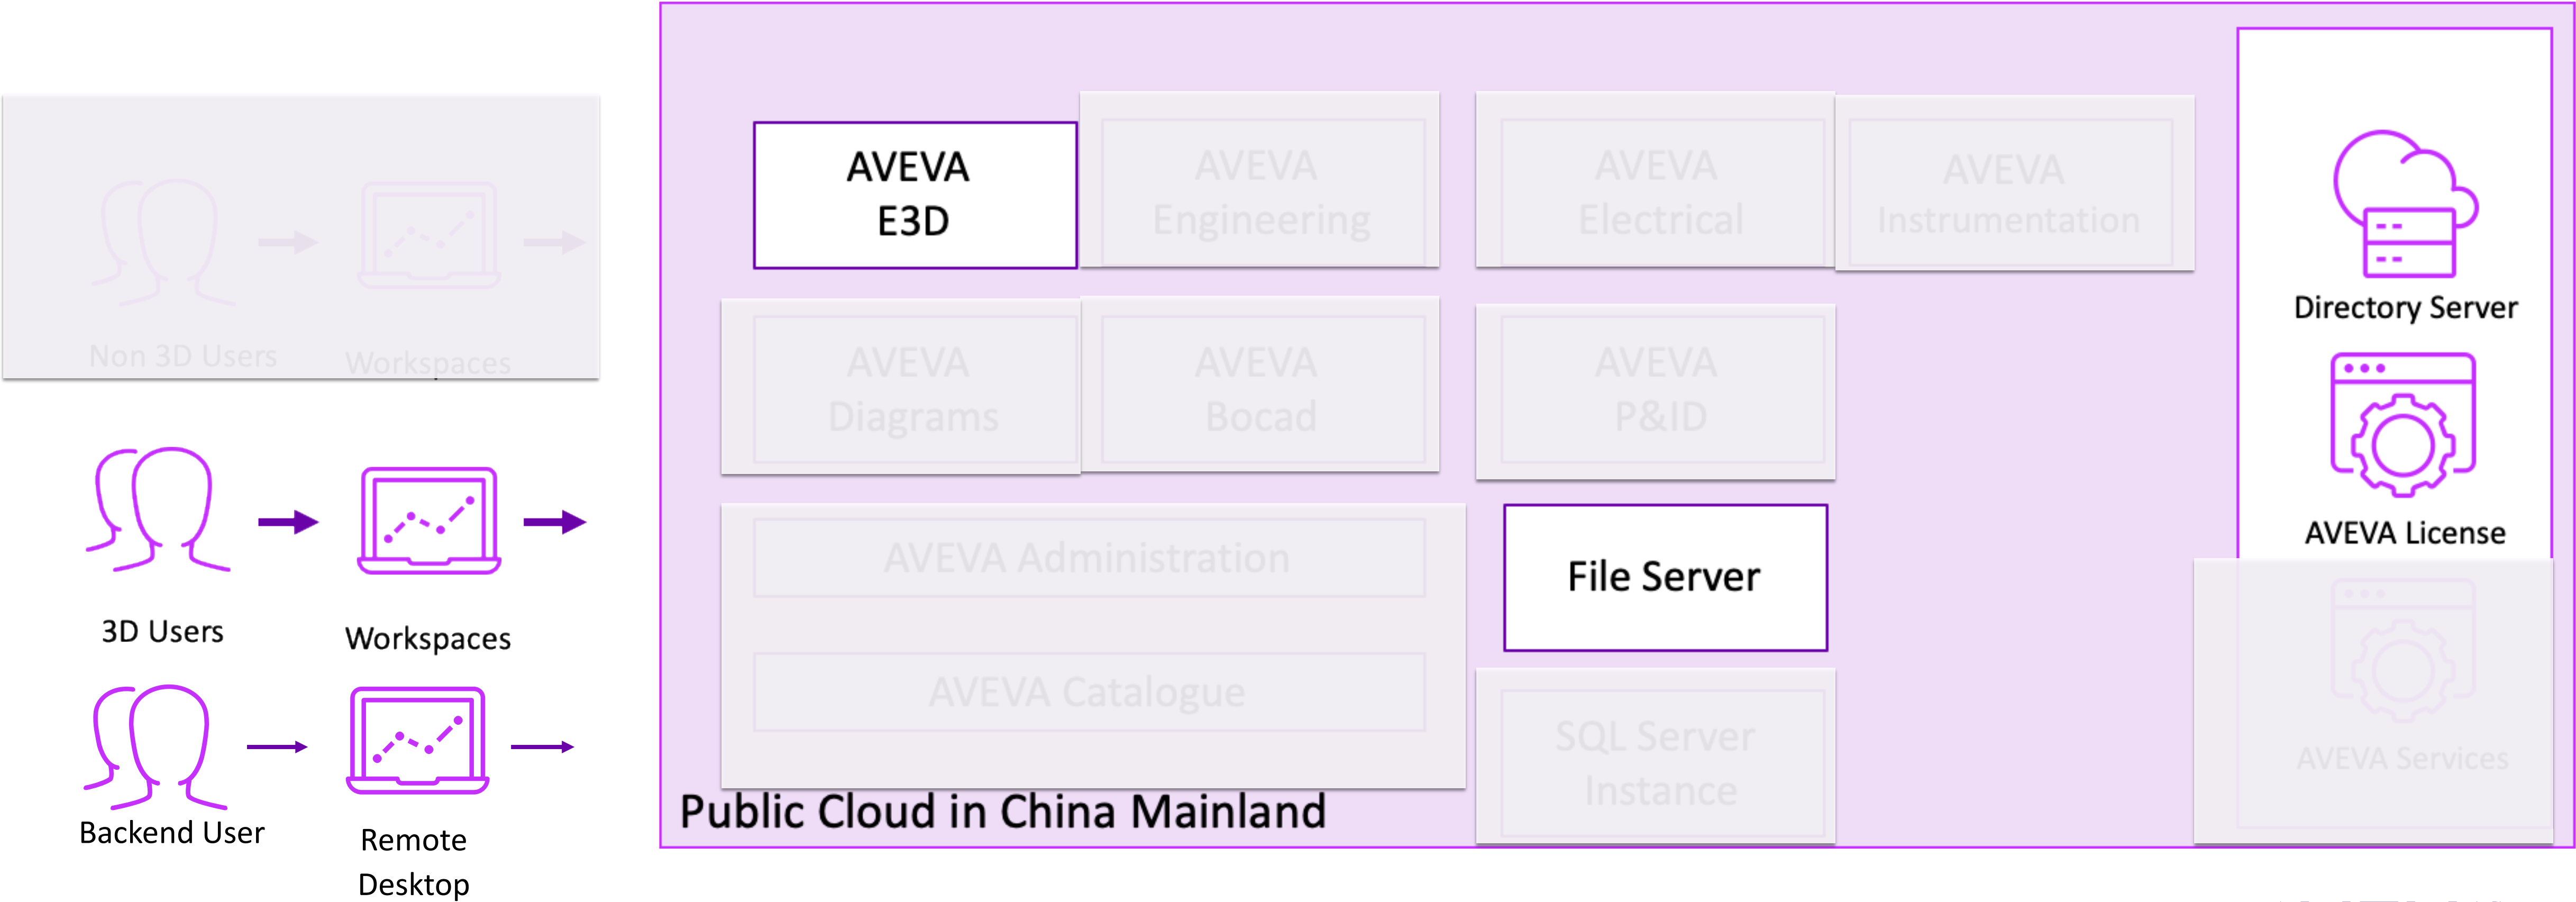 AVEVA
E3D
AVEVA
Engineering
AVEVA
Electrical
AVEVA
Instrumentation
Directory Server
Non 3D Users
Workspaces
AVEVA
Diagrams
AVEVA
Bocad
AVEVA
P&ID
AVEVA License
3D Users
Workspaces
AVEVA Administration
File Server
AVEVA Catalogue
SQL Server
Instance
AVEVA Services
Backend User
Remote
Desktop
Public Cloud in China Mainland